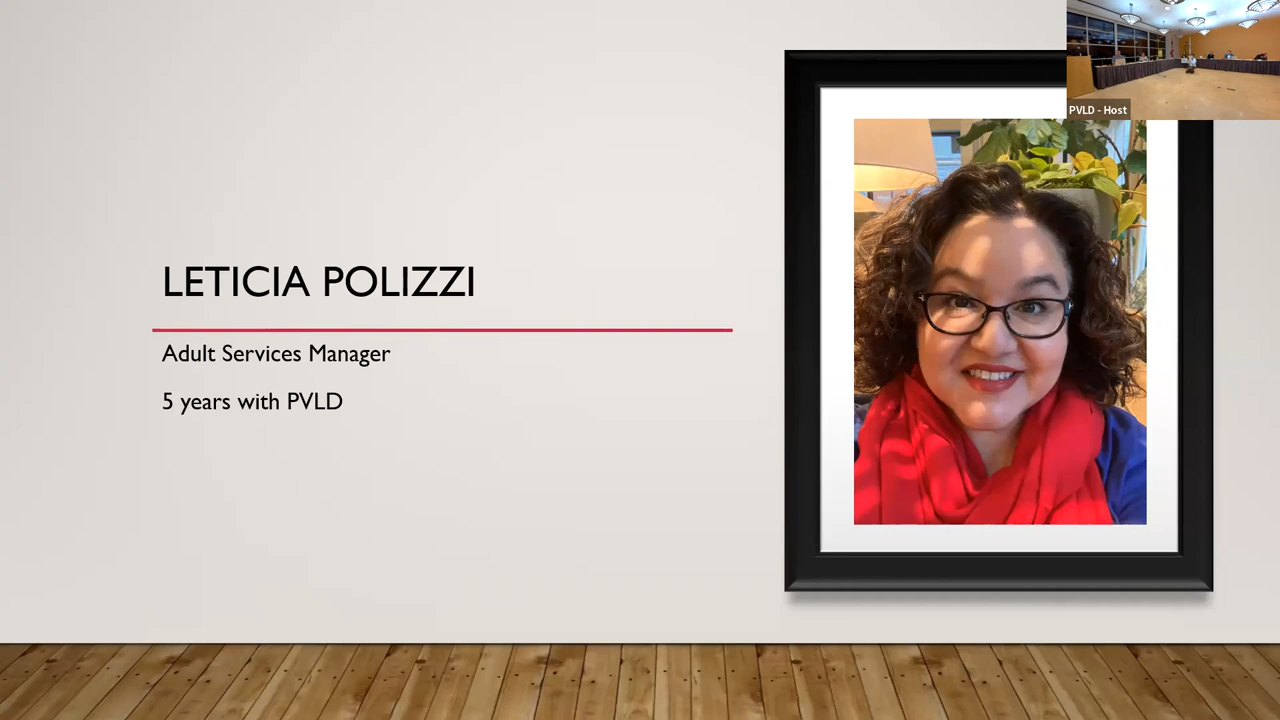 PVLD - Host
LETICIA POLIZZI
Adult Services Manager
5 years with PVLD